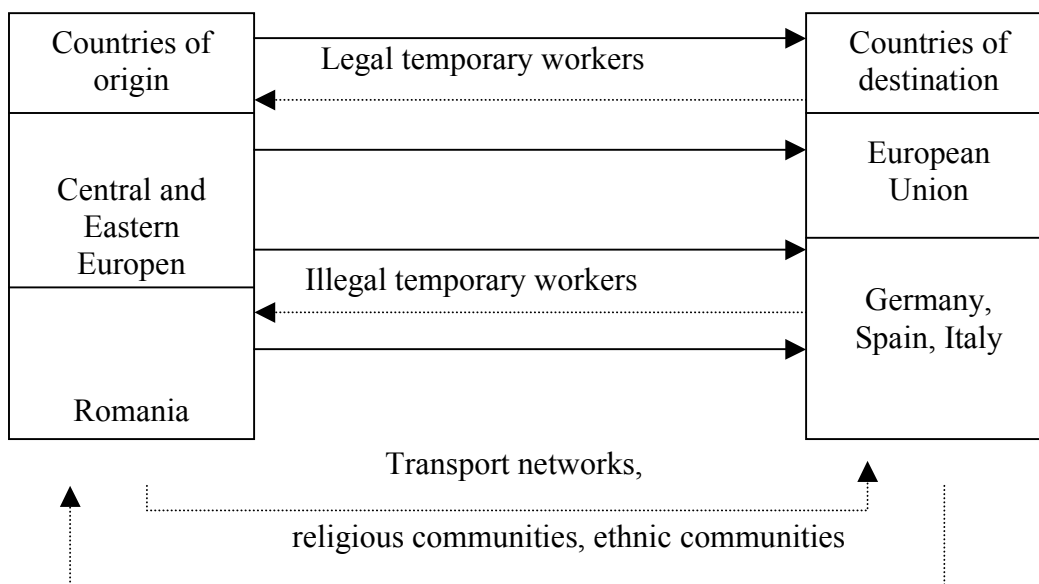 Countries of
origin
Legal temporary workers
Countries of
destination
Central and
Eastern
Europen
European
Union
Illegal temporary workers
Germany,
Spain, Italy
Romania
Transport networks,
religious communities, ethnic communities